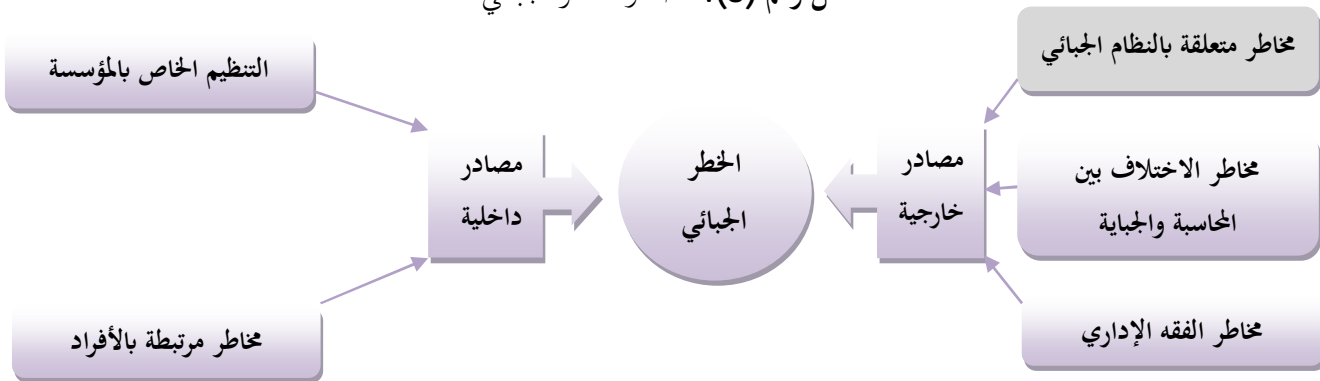 مخاطر متعلقة بالنظام الجبائي
مصادر
خارجية
مخاطر الاختلاف بين
المحاسبة والجباية
مخاطر الفقه الإداري
الخطر
الجبائي
مصادر
داخلية
التنظيم الخاص بالمؤسسة
مخاطر مرتبطة بالأفراد